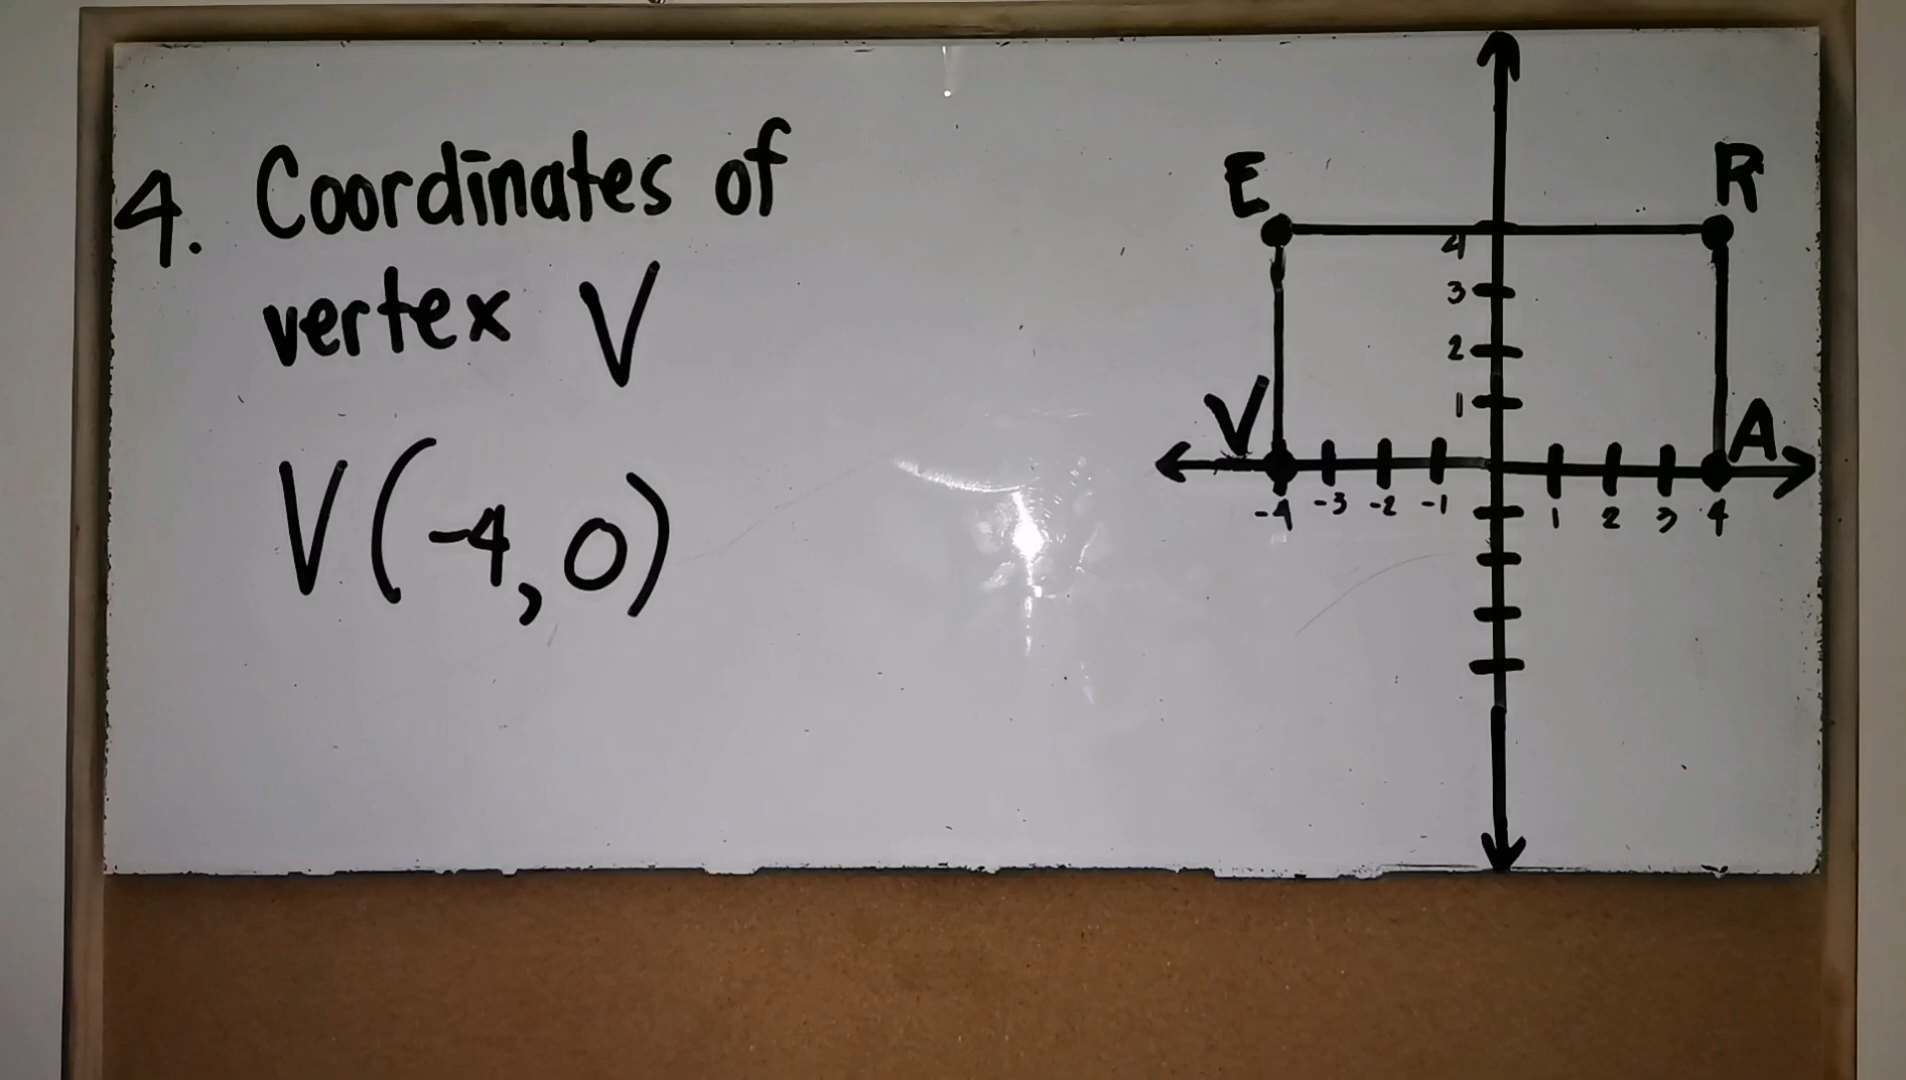 4. Coordinates of
vertex V
V(-4, 0)
E
R
4
3
2
1
V
A
-4 -3 -2 -1 1 2 3 4